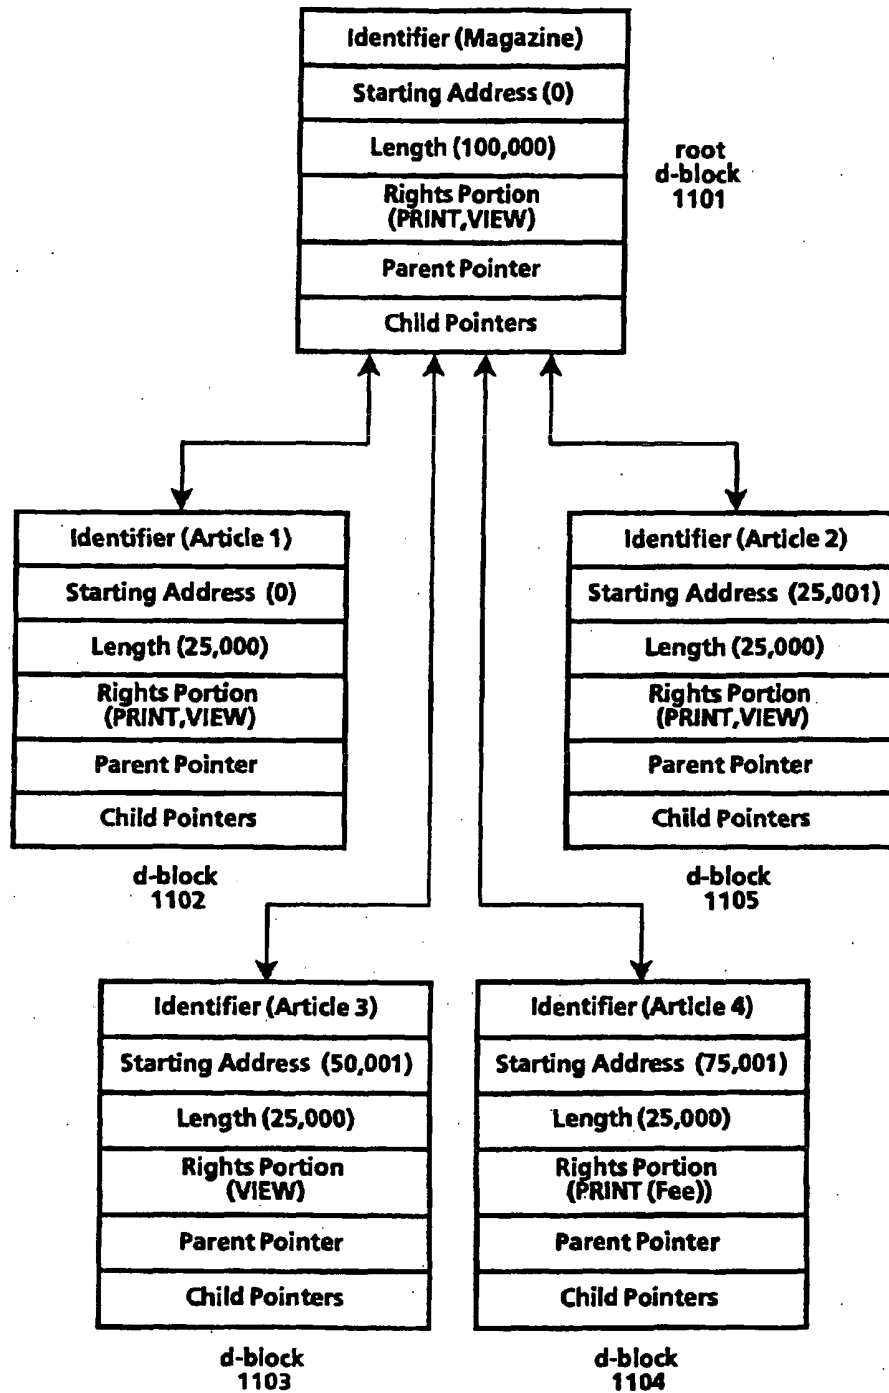 Identifier (Magazine)
Starting Address (0)
Length (100,000)
Rights Portion
(PRINT,VIEW)
Parent Pointer
Child Pointers
root
d-block
1101
Identifier (Article 1)
Starting Address (0)
Length (25,000)
Rights Portion
(PRINT,VIEW)
Parent Pointer
Child Pointers
d-block
1102
Identifier (Article 2)
Starting Address (25,001)
Length (25,000)
Rights Portion
(PRINT,VIEW)
Parent Pointer
Child Pointers
d-block
1105
Identifier (Article 3)
Starting Address (50,001)
Length (25,000)
Rights Portion
(VIEW)
Parent Pointer
Child Pointers
d-block
1103
Identifier (Article 4)
Starting Address (75,001)
Length (25,000)
Rights Portion
(PRINT (Fee))
Parent Pointer
Child Pointers
d-block
1104